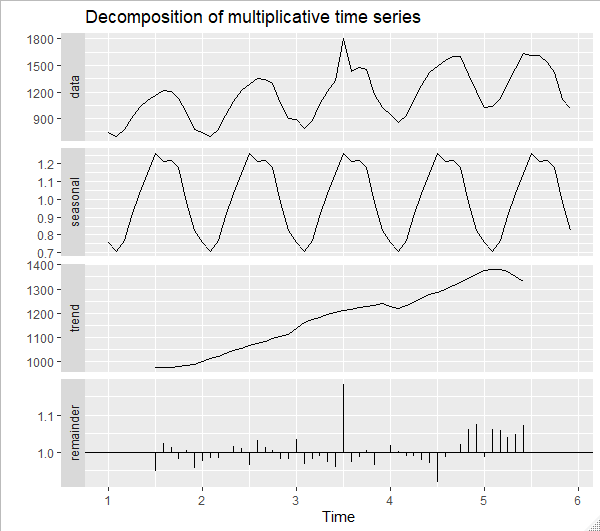 Decomposition of multiplicative time series
1800
1500
1200
900
data
1.2
1.1
1.0
0.9
0.8
0.7
seasonal
1400
1300
1200
1100
1000
trend
1.1
1.0
remainder
1 2 3 4 5 6
Time